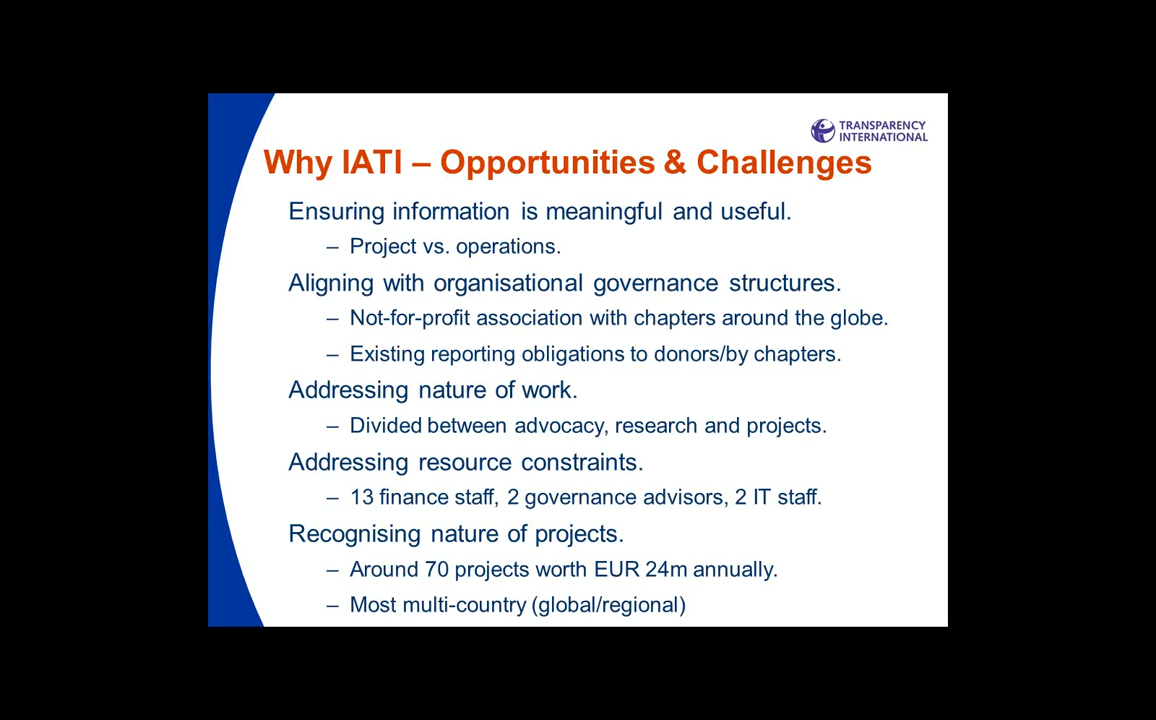 TRANSPARENCY
INTERNATIONAL
Why IATI – Opportunities & Challenges
Ensuring information is meaningful and useful.
– Project vs. operations.
Aligning with organisational governance structures.
– Not-for-profit association with chapters around the globe.
– Existing reporting obligations to donors/by chapters.
Addressing nature of work.
– Divided between advocacy, research and projects.
Addressing resource constraints.
– 13 finance staff, 2 governance advisors, 2 IT staff.
Recognising nature of projects.
– Around 70 projects worth EUR 24m annually.
– Most multi-country (global/regional)